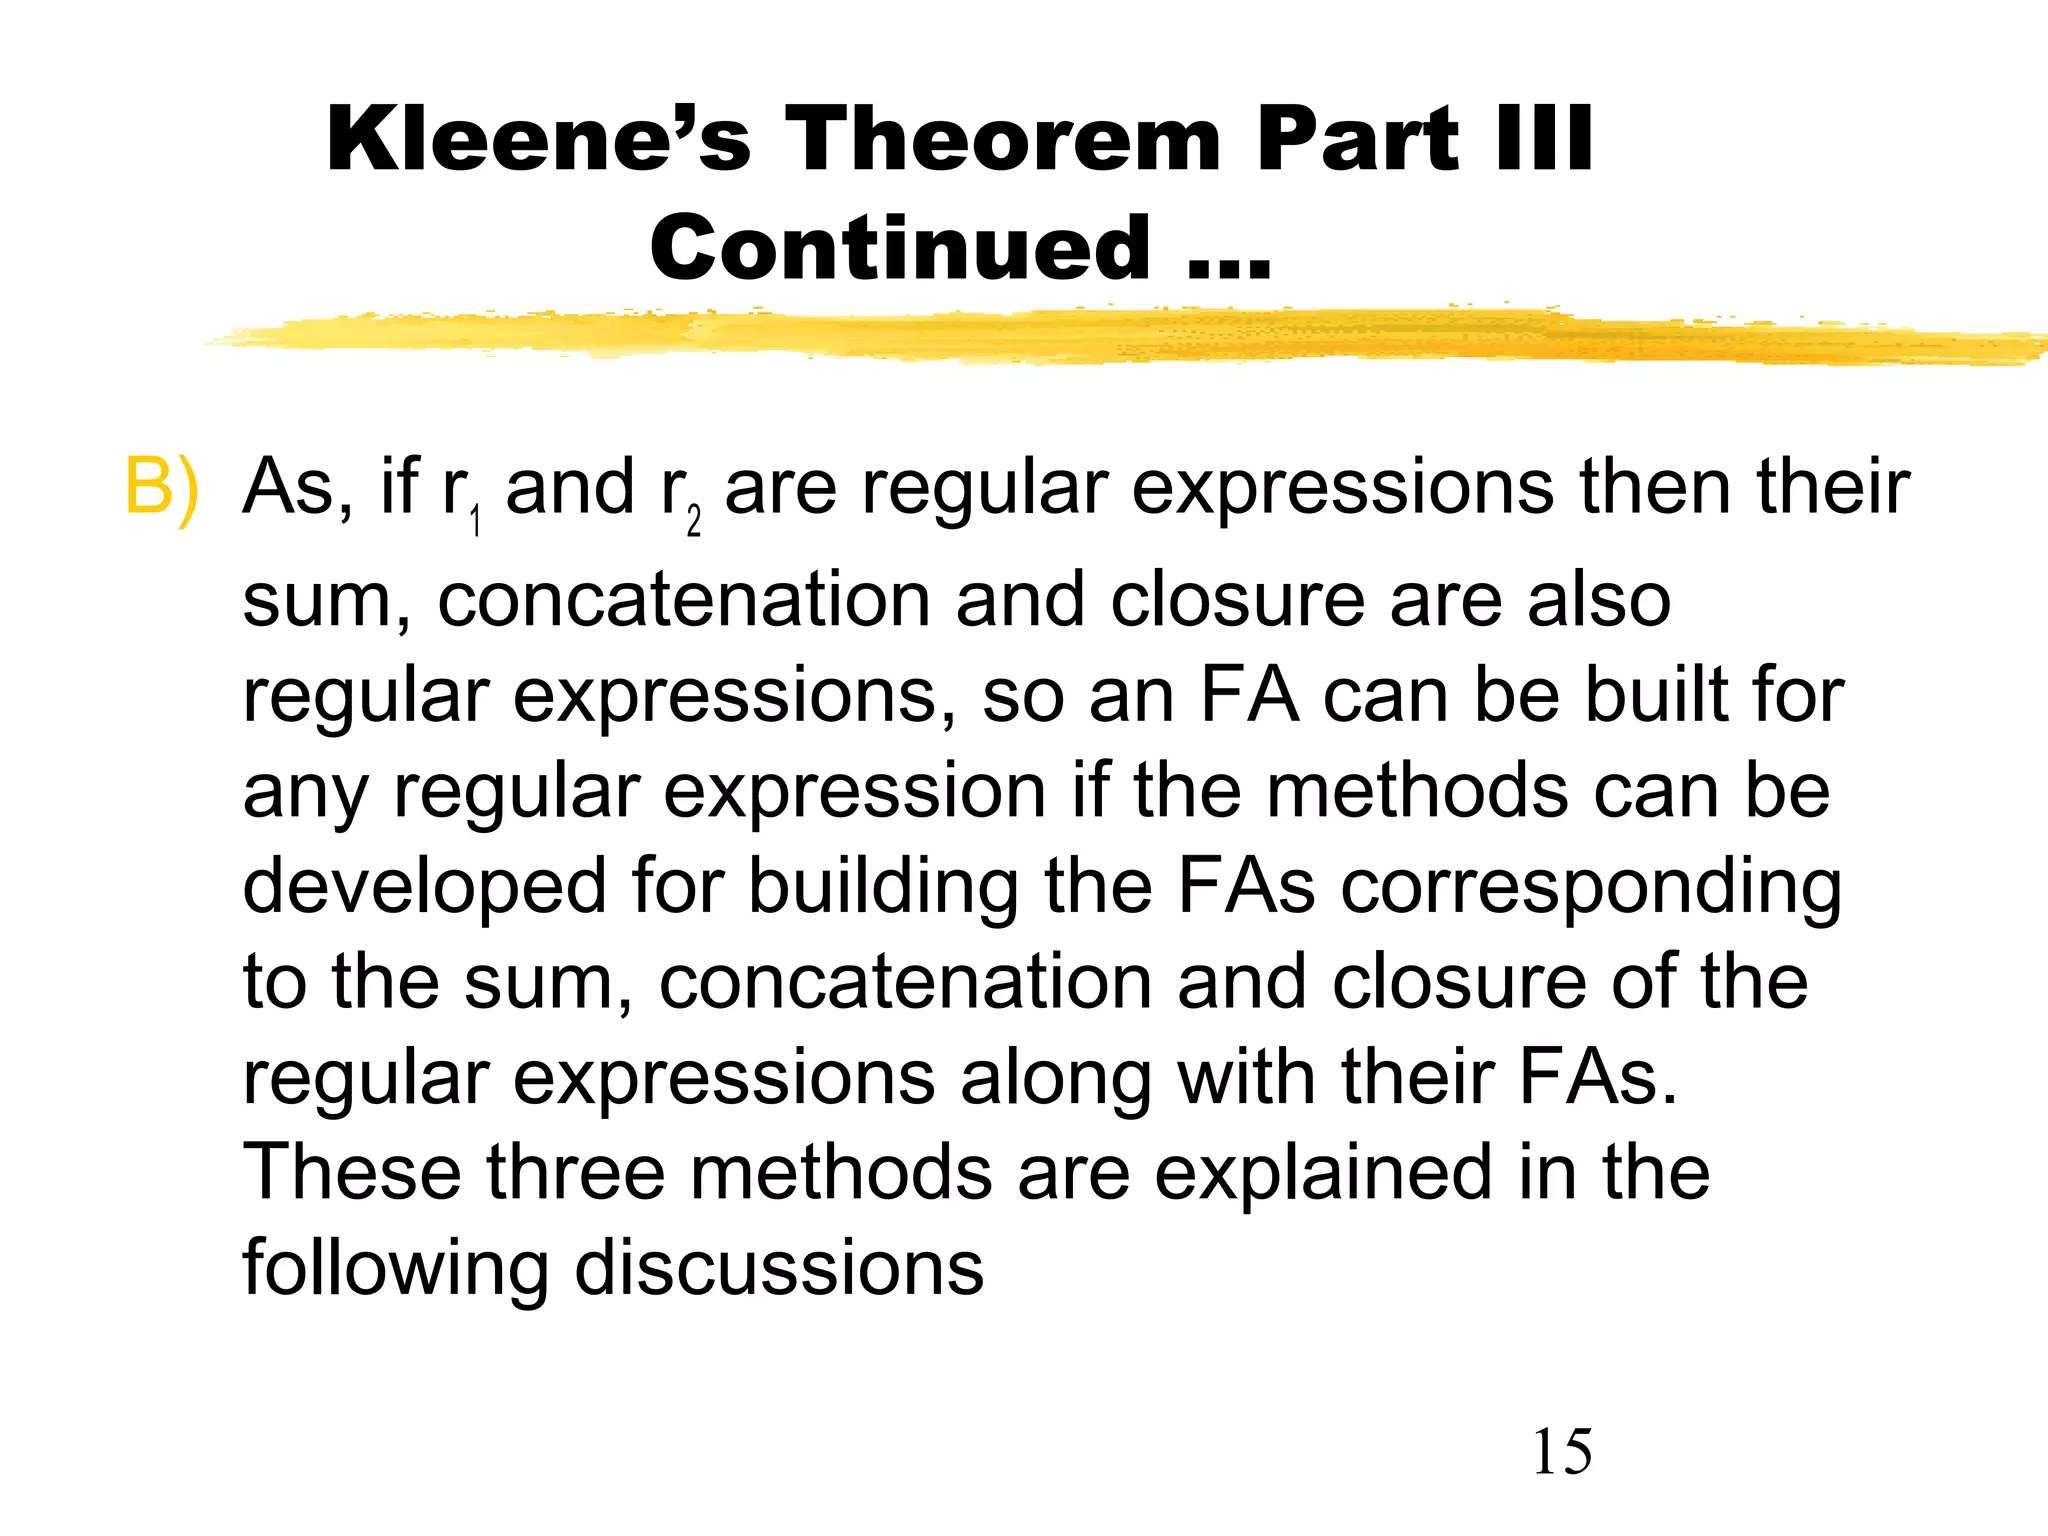 Kleene’s Theorem Part III
Continued …
B) As, if r₁ and r₂ are regular expressions then their
sum, concatenation and closure are also
regular expressions, so an FA can be built for
any regular expression if the methods can be
developed for building the FAs corresponding
to the sum, concatenation and closure of the
regular expressions along with their FAs.
These three methods are explained in the
following discussions
15